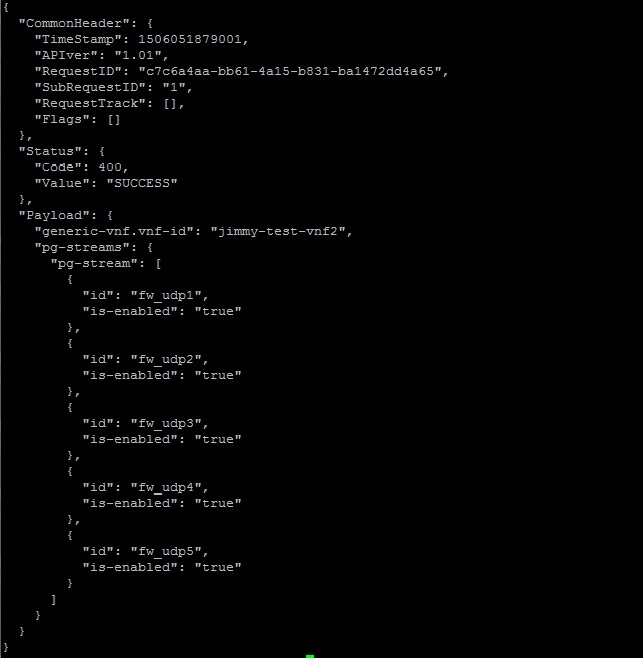 {
  "CommonHeader": {
    "TimeStamp": 1506051879001,
    "APIver": "1.01",
    "RequestID": "c7c6a4aa-bb61-4a15-b831-ba1472dd4a65",
    "SubRequestID": "1",
    "RequestTrack": [],
    "Flags": []
  },
  "Status": {
    "Code": 400,
    "Value": "SUCCESS"
  },
  "Payload": {
    "generic-vnf.vnf-id": "jimmy-test-vnf2",
    "pg-streams": {
      "pg-stream": [
        {
          "id": "fw_udp1",
          "is-enabled": "true"
        },
        {
          "id": "fw_udp2",
          "is-enabled": "true"
        },
        {
          "id": "fw_udp3",
          "is-enabled": "true"
        },
        {
          "id": "fw_udp4",
          "is-enabled": "true"
        },
        {
          "id": "fw_udp5",
          "is-enabled": "true"
        }
      ]
    }
  }
}